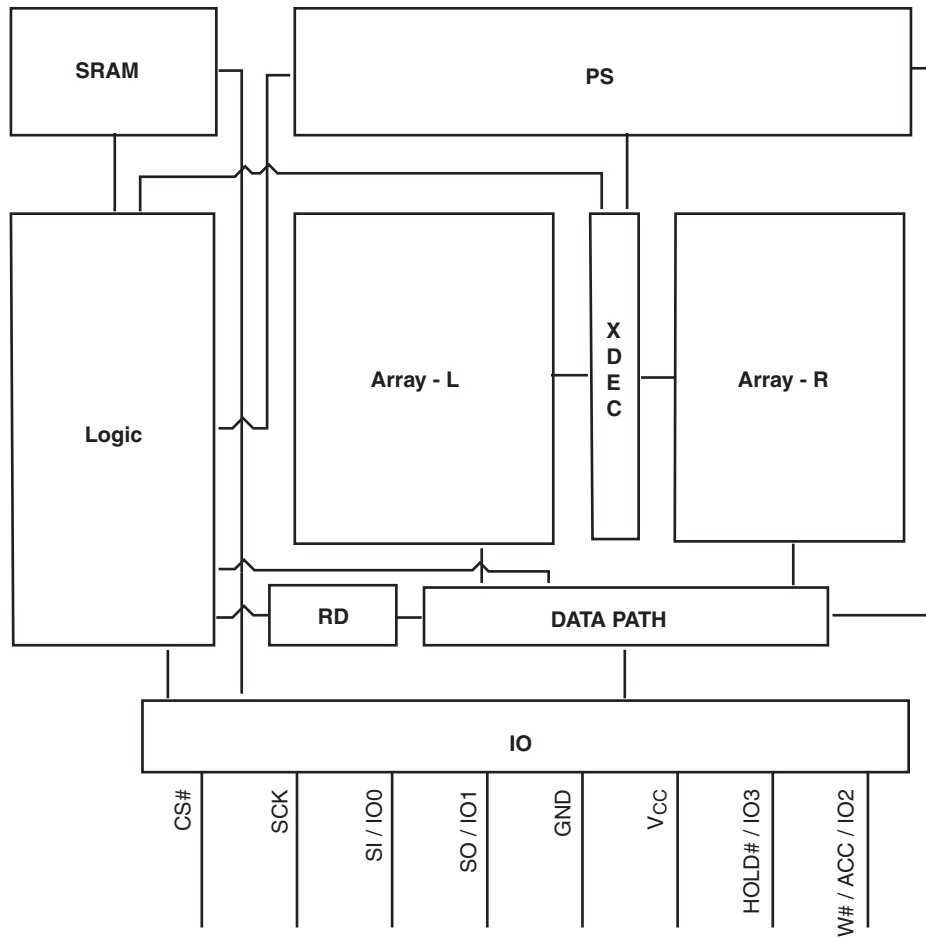 SRAM
PS
Array - L
X
D
E
C
Array - R
Logic
RD
DATA PATH
IO
CS#
SCK
SI / IO0
SO / IO1
GND
VCC
HOLD# / IO3
W# / ACC / IO2